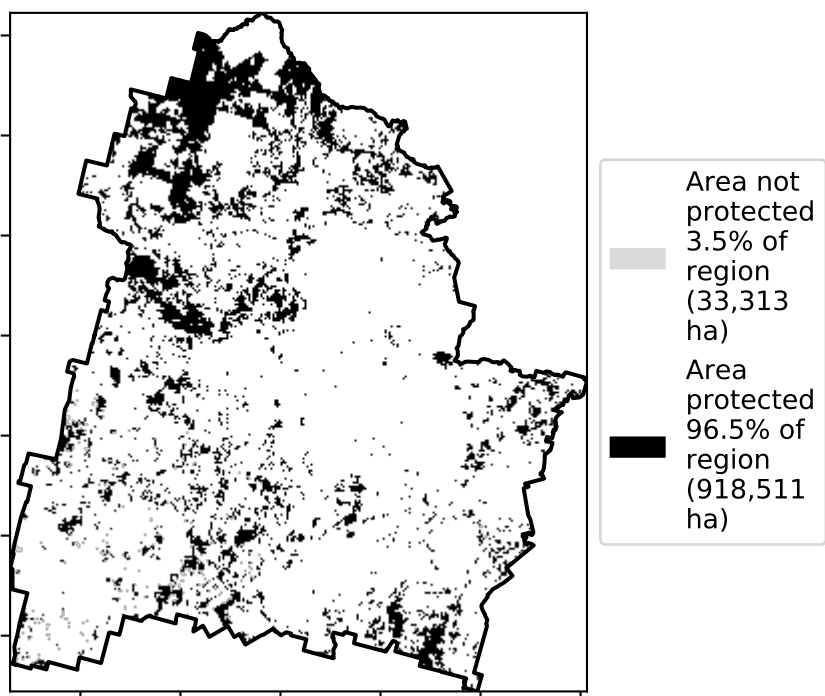 Area not
protected
3.5% of
region
(33,313
ha)
Area
protected
96.5% of
region
(918,511
ha)